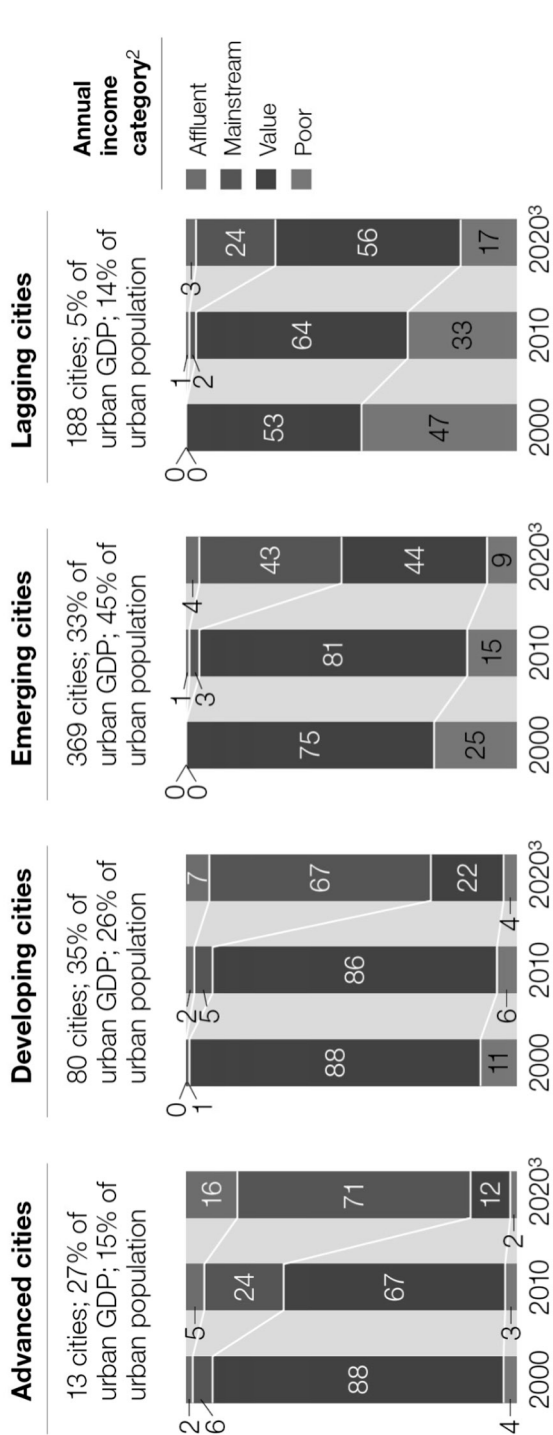 Advanced cities
13 cities; 27% of
urban GDP; 15% of
urban population
2
6
88
4
5
24
67
3
16
71
12
2
2000 2010 2020³
Developing cities
80 cities; 35% of
urban GDP; 26% of
urban population
0
1
88
11
2
5
86
6
7
67
22
4
2000 2010 2020³
Emerging cities
369 cities; 33% of
urban GDP; 45% of
urban population
0
0
75
25
1
3
81
15
4
43
44
9
2000 2010 2020³
Lagging cities
188 cities; 5% of
urban GDP; 14% of
urban population
0
0
53
47
1
2
64
33
3
24
56
17
2000 2010 2020³
Annual
income
category²
Affluent
Mainstream
Value
Poor